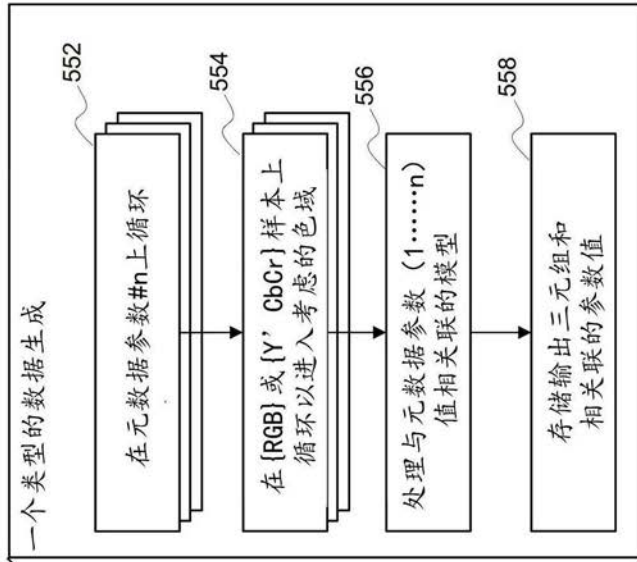 一个类型的数据生成
552
在元数据参数#n上循环
554
在{RGB}或{Y’CbCr}样本上
循环以进入考虑的色域
556
处理与元数据参数（1……n）
值相关联的模型
558
存储输出三元组和
相关联的参数值